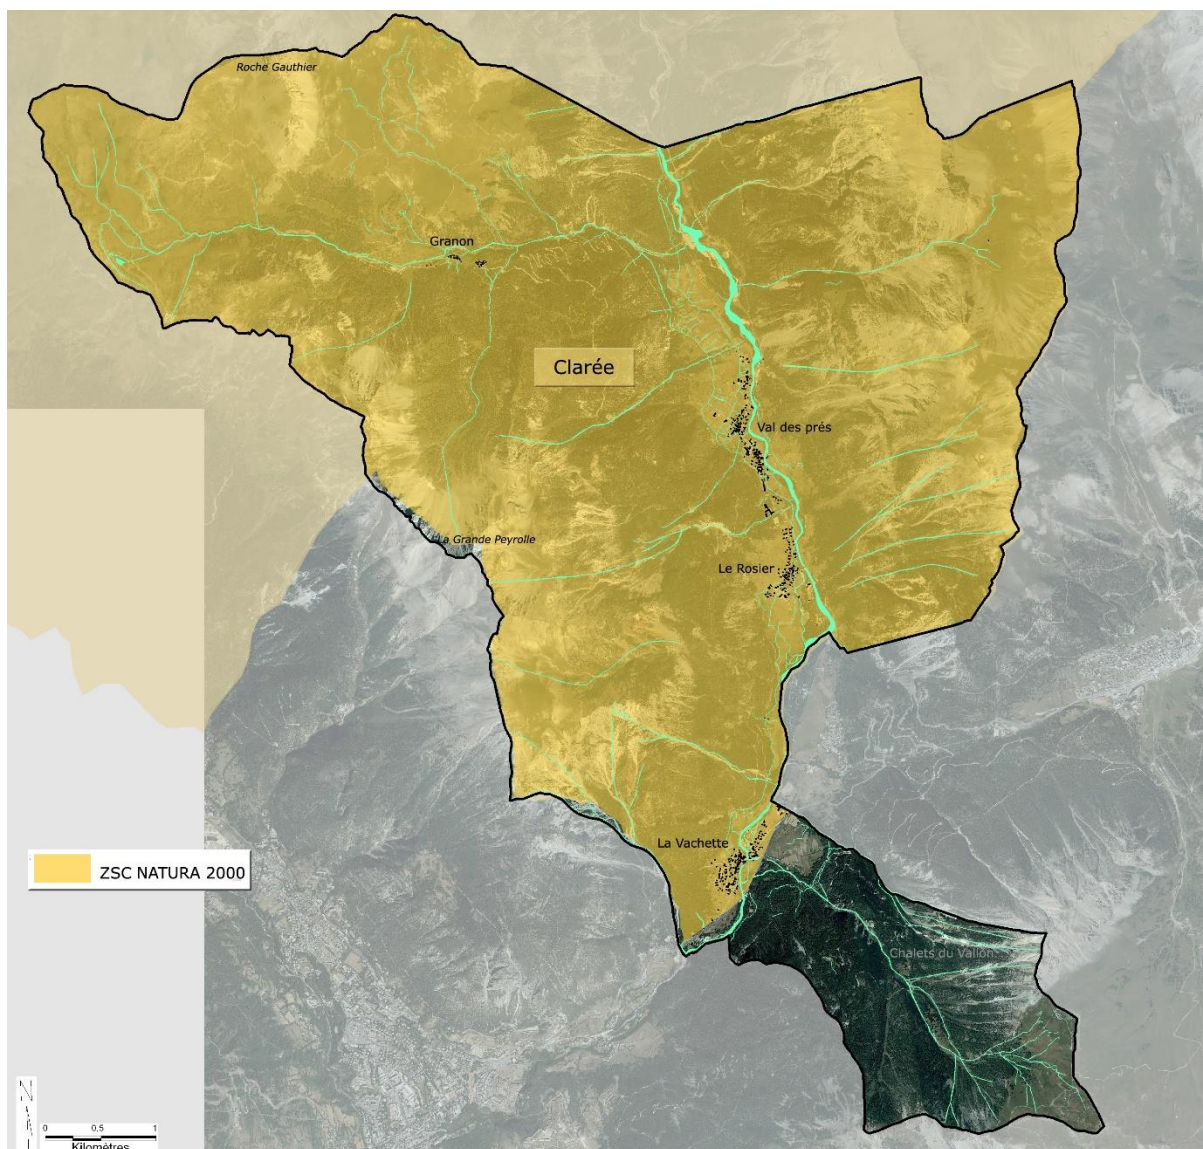 Roche Gauthier
Granon
Clarée
Val des prés
La Grande Peyrolle
Le Rosier
La Vachette
ZSC NATURA 2000
Chalets du Vallon
N
0 0,5 1
Kilomètres